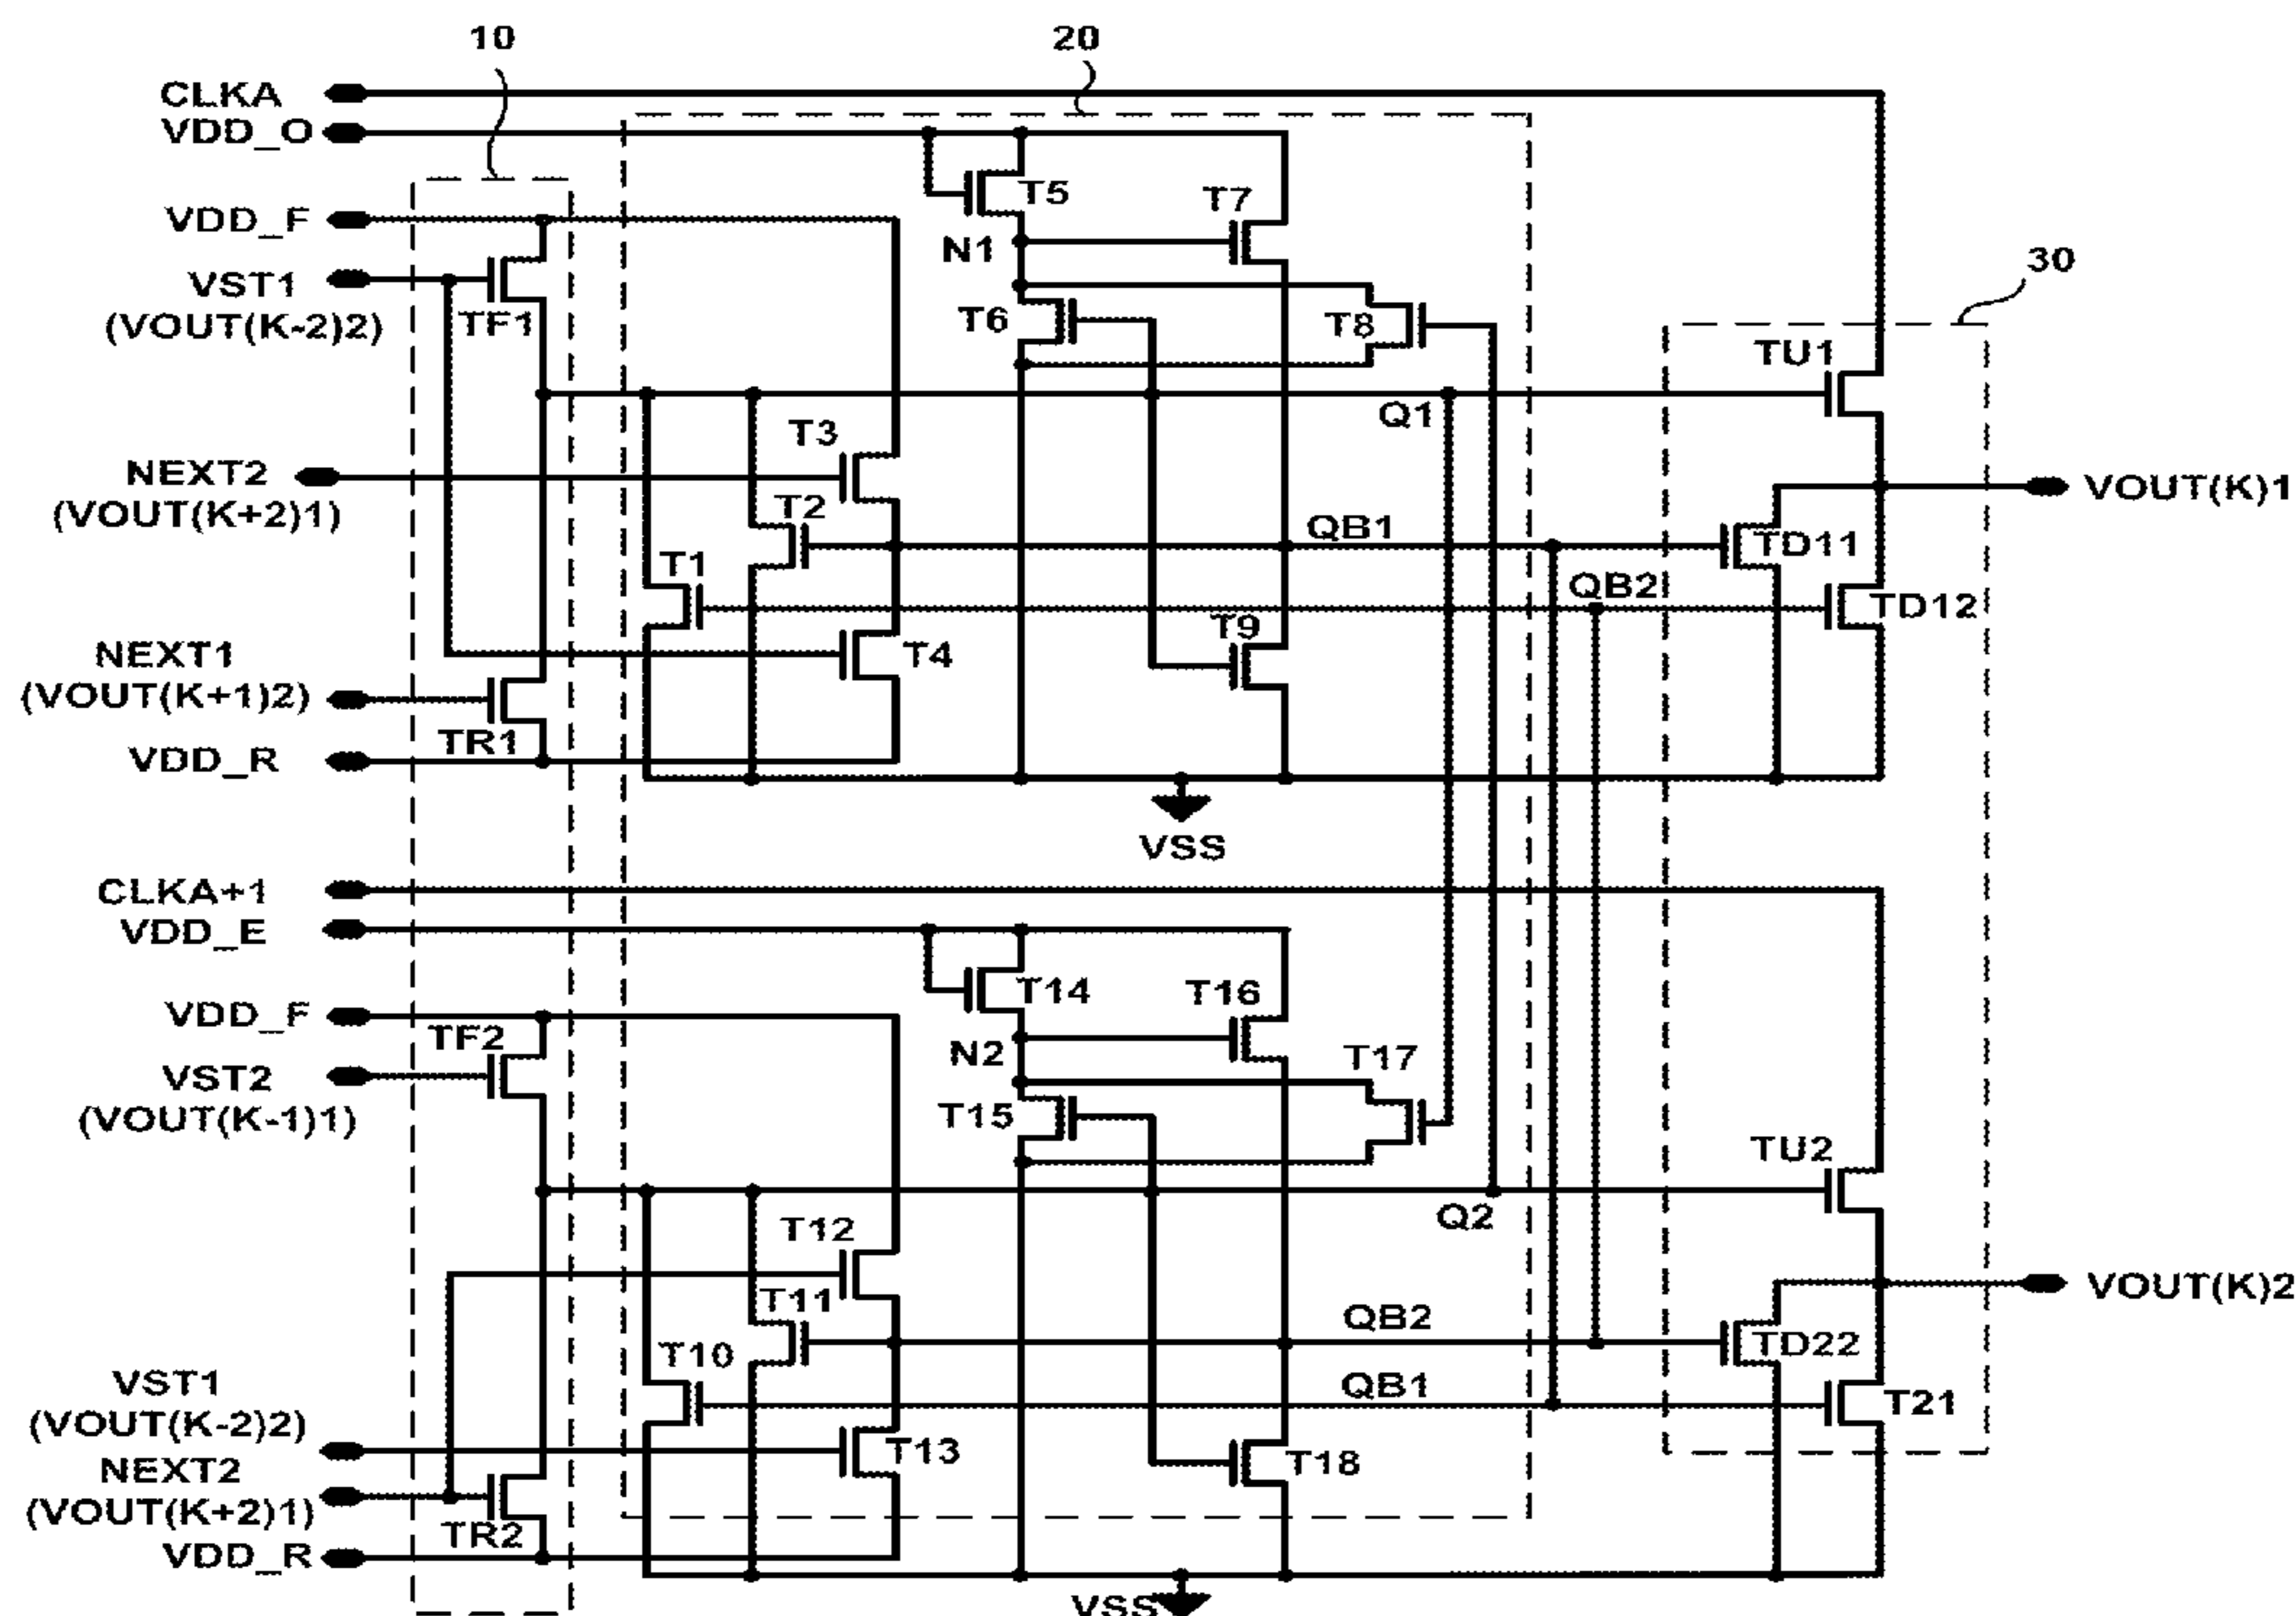 10
20
CLKA
VDD_O
T5
T7
VDD_F
N1
30
VST1
(VOUT(K-2)2)
TF1
T6
T8
TU1
Q1
T3
NEXT2
(VOUT(K+2)1)
VOUT(K)1
T2
QB1
TD11
T1
QB2
TD12
T9
NEXT1
(VOUT(K+1)2)
T4
TR1
VDD_R
VSS
CLKA+1
VDD_E
T14
T16
VDD_F
TF2
N2
T17
VST2
(VOUT(K-1)1)
T15
TU2
Q2
T12
VOUT(K)2
T11
QB2
TD22
T10
QB1
T21
VST1
(VOUT(K-2)2)
T13
T18
NEXT2
(VOUT(K+2)1)
TR2
VDD_R
VSS